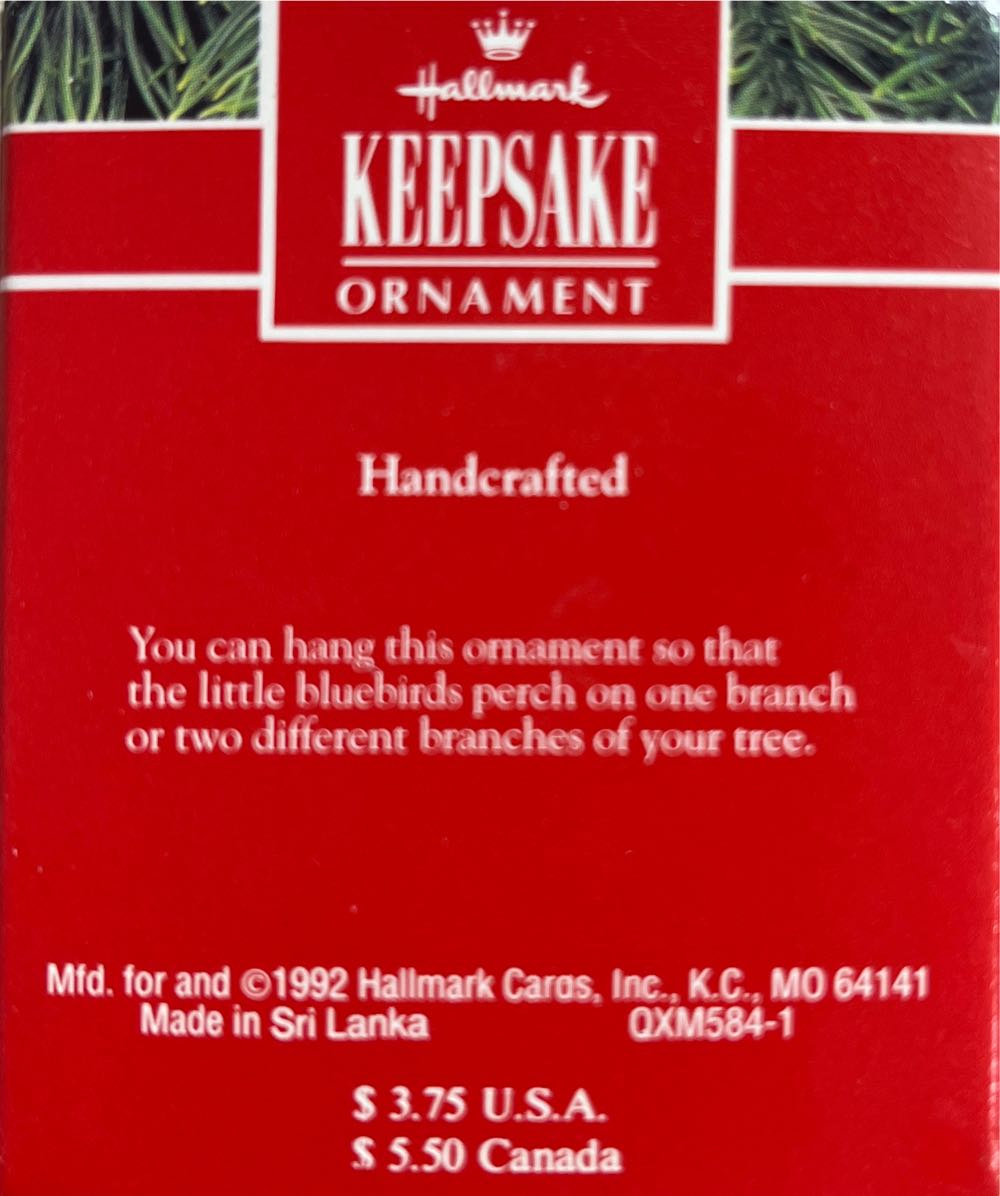 Hallmark
KEEPSAKE
ORNAMENT
Handcrafted
You can hang this ornament so that
the little bluebirds perch on one branch
or two different branches of your tree.
Mfd. for and ©1992 Hallmark Cards, Inc., K.C., MO 64141
Made in Sri Lanka QXM584-1
$ 3.75 U.S.A.
$ 5.50 Canada